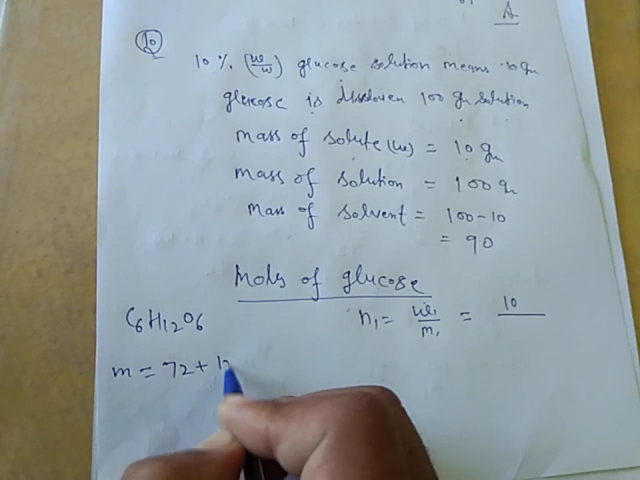 A
10
10 %. (w/w) glucose solution means 10 gm
glucose is dissolven 100 gm solution
mass of solute (w) = 10 gm
mass of solution = 100 g
mass of solvent = 100-10
= 90
Mols of glucose
C6H12O6
n1 = w1/m1 = 10
m = 72 + 12